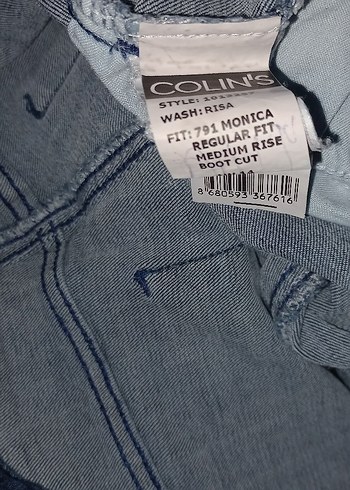 COLIN'S
STYLE:
WASH: RISA
FIT: 791 MONICA
REGULAR FIT
MEDIUM RISE
BOOT CUT
8 680593 367616